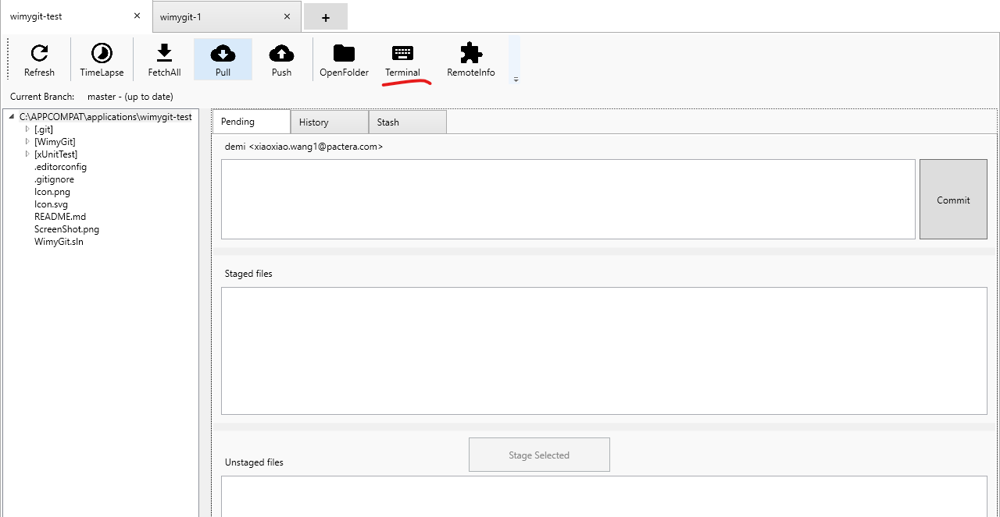 wimygit-test × wimygit-1 × +
Refresh TimeLapse FetchAll Pull Push OpenFolder Terminal RemoteInfo
Current Branch: master - (up to date)
C:\APPCOMPAT\applications\wimygit-test
[.git]
[WimyGit]
[xUnitTest]
.editorconfig
.gitignore
Icon.png
Icon.svg
README.md
ScreenShot.png
WimyGit.sln
Pending History Stash
demi <xiaoxiao.wang1@pactera.com>
Commit
Staged files
Stage Selected
Unstaged files